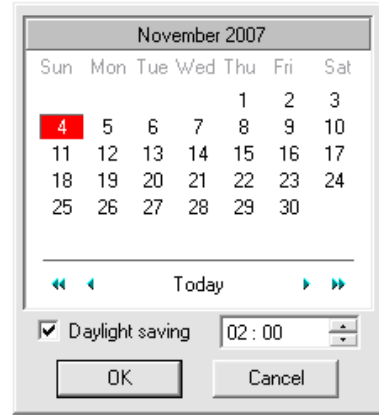 November 2007
Sun Mon Tue Wed Thu Fri Sat
1 2 3
4 5 6 7 8 9 10
11 12 13 14 15 16 17
18 19 20 21 22 23 24
25 26 27 28 29 30
Today
Daylight saving 02 : 00
OK Cancel